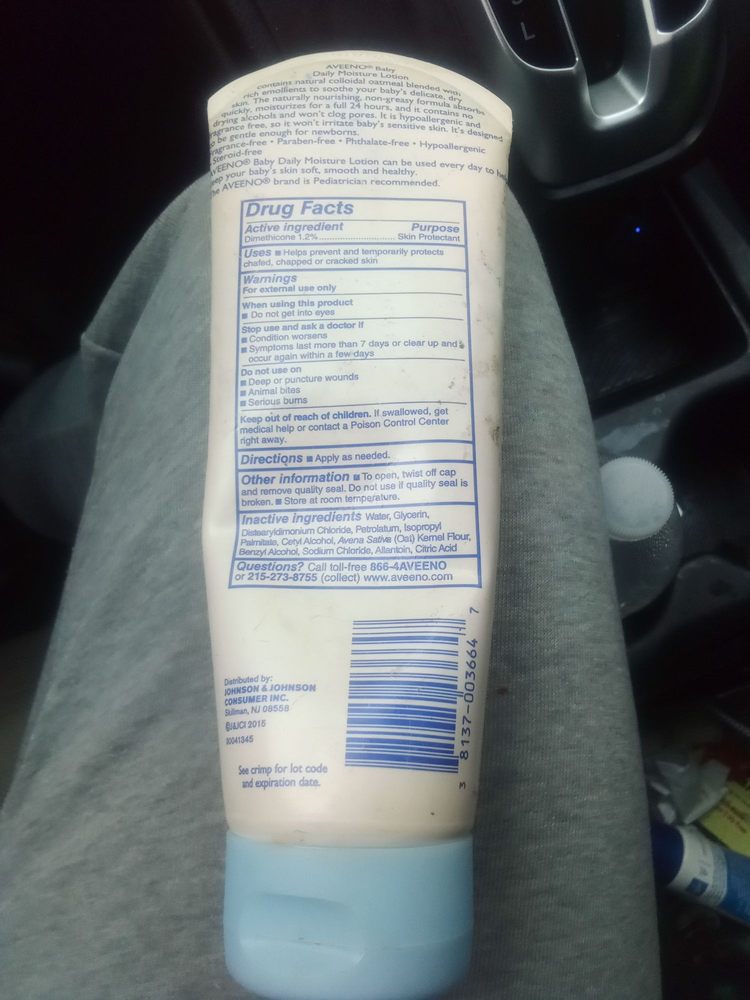 AVEENO® Baby
Daily Moisture Lotion
contains natural colloidal oatmeal blended with
rich emollients to soothe your baby's delicate, dry
skin. The naturally nourishing, non-greasy formula absorbs
quickly, moisturizes for a full 24 hours, and it contains no
drying alcohols and won't clog pores. It is hypoallergenic and
fragrance free, so it won't irritate baby's sensitive skin. It's designed
to be gentle enough for newborns.
Fragrance-free • Paraben-free • Phthalate-free • Hypoallergenic
Steroid-free
AVEENO® Baby Daily Moisture Lotion can be used every day to help
keep your baby's skin soft, smooth and healthy.
The AVEENO® brand is Pediatrician recommended.
Drug Facts
Active ingredient Purpose
Dimethicone 1.2%.......................... Skin Protectant
Uses ■ Helps prevent and temporarily protects
chafed, chapped or cracked skin
Warnings
For external use only
When using this product
■ Do not get into eyes
Stop use and ask a doctor if
■ Condition worsens
■ Symptoms last more than 7 days or clear up and
occur again within a few days
Do not use on
■ Deep or puncture wounds
■ Animal bites
■ Serious burns
Keep out of reach of children. If swallowed, get
medical help or contact a Poison Control Center
right away.
Directions ■ Apply as needed.
Other information ■ To open, twist off cap
and remove quality seal. Do not use if quality seal is
broken. ■ Store at room temperature.
Inactive ingredients Water, Glycerin,
Distearyldimonium Chloride, Petrolatum, Isopropyl
Palmitate, Cetyl Alcohol, Avena Sativa (Oat) Kernel Flour,
Benzyl Alcohol, Sodium Chloride, Allantoin, Citric Acid
Questions? Call toll-free 866-4AVEENO
or 215-273-8755 (collect) www.aveeno.com
Distributed by:
JOHNSON & JOHNSON
CONSUMER INC.
Skillman, NJ 08558
©J&JCI 2015
00041345
See crimp for lot code
and expiration date.
3 8137-003664 7
L